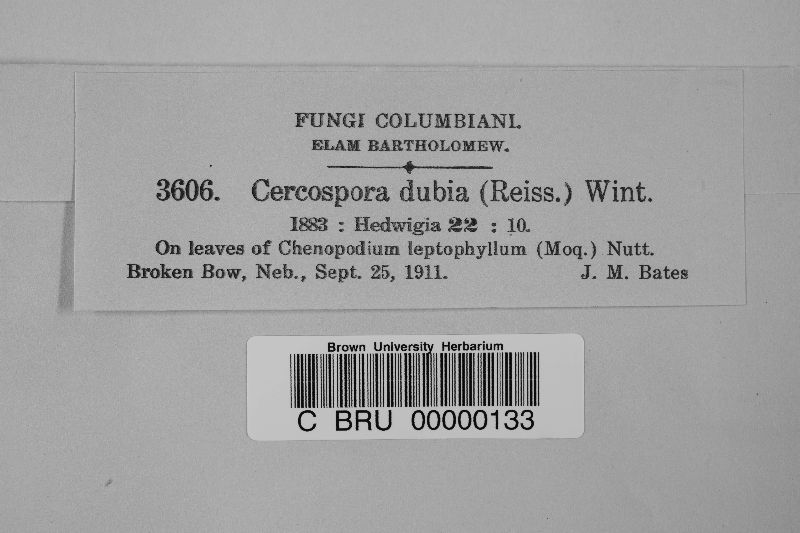 FUNGI COLUMBIANI.
ELAM BARTHOLOMEW.
3606. Cercospora dubia (Reiss.) Wint.
1883 : Hedwigia 22 : 10.
On leaves of Chenopodium leptophyllum (Moq.) Nutt.
Broken Bow, Neb., Sept. 25, 1911. J. M. Bates
Brown University Herbarium
C BRU 00000133